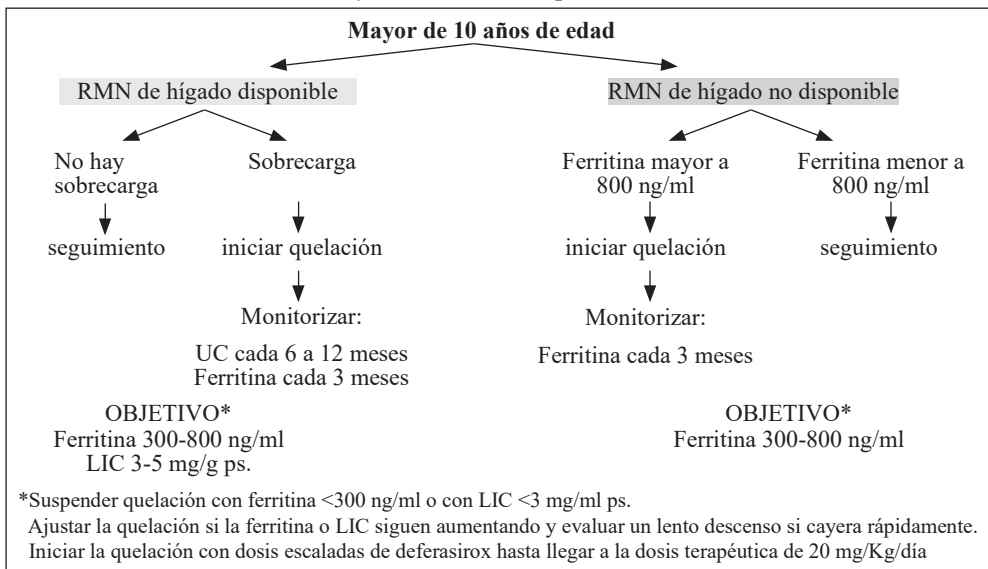 Mayor de 10 años de edad
RMN de hígado disponible
RMN de hígado no disponible
No hay
sobrecarga
Sobrecarga
Ferritina mayor a
800 ng/ml
Ferritina menor a
800 ng/ml
seguimiento
iniciar quelación
iniciar quelación
seguimiento
Monitorizar:
UC cada 6 a 12 meses
Ferritina cada 3 meses
Monitorizar:
Ferritina cada 3 meses
OBJETIVO*
Ferritina 300-800 ng/ml
LIC 3-5 mg/g ps.
OBJETIVO*
Ferritina 300-800 ng/ml
*Suspender quelación con ferritina <300 ng/ml o con LIC <3 mg/ml ps.
Ajustar la quelación si la ferritina o LIC siguen aumentando y evaluar un lento descenso si cayera rápidamente.
Iniciar la quelación con dosis escaladas de deferasirox hasta llegar a la dosis terapéutica de 20 mg/Kg/día